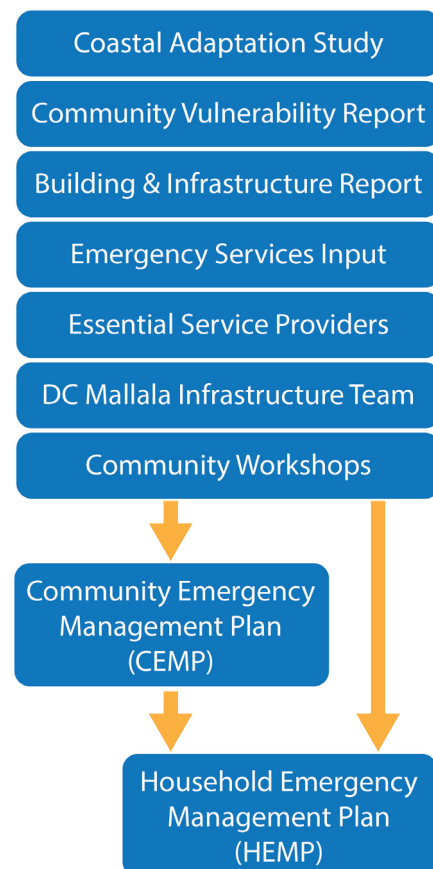 Coastal Adaptation Study
Community Vulnerability Report
Building & Infrastructure Report
Emergency Services Input
Essential Service Providers
DC Mallala Infrastructure Team
Community Workshops
Community Emergency
Management Plan
(CEMP)
Household Emergency
Management Plan
(HEMP)